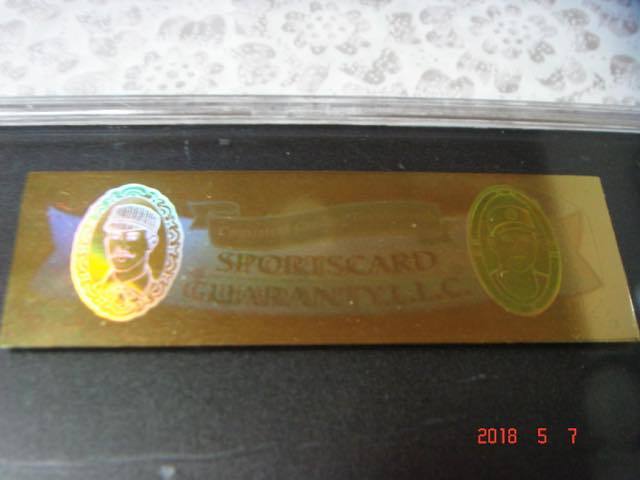 SPORTSCARD
GUARANTY, L.L.C.
2018 5 7